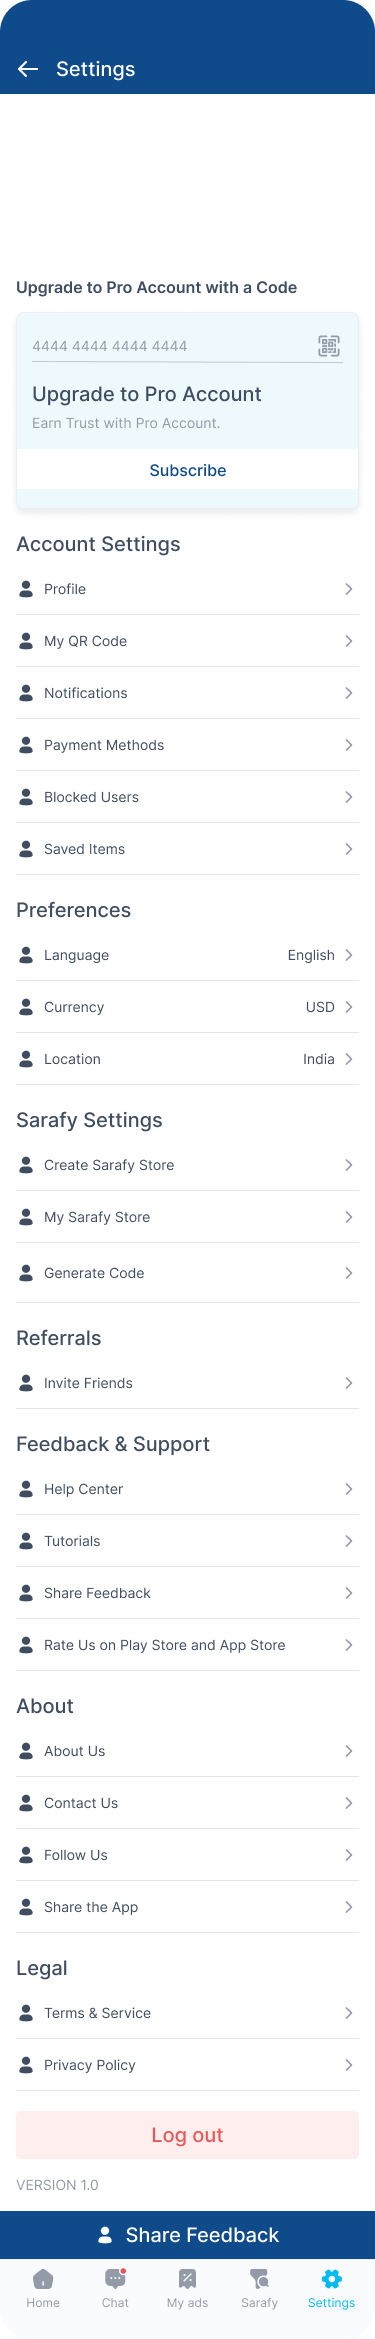 Settings
Upgrade to Pro Account with a Code
4444 4444 4444 4444
Upgrade to Pro Account
Earn Trust with Pro Account.
Subscribe
Account Settings
Profile
My QR Code
Notifications
Payment Methods
Blocked Users
Saved Items
Preferences
Language English
Currency USD
Location India
Sarafy Settings
Create Sarafy Store
My Sarafy Store
Generate Code
Referrals
Invite Friends
Feedback & Support
Help Center
Tutorials
Share Feedback
Rate Us on Play Store and App Store
About
About Us
Contact Us
Follow Us
Share the App
Legal
Terms & Service
Privacy Policy
Log out
VERSION 1.0
Share Feedback
Home Chat My ads Sarafy Settings